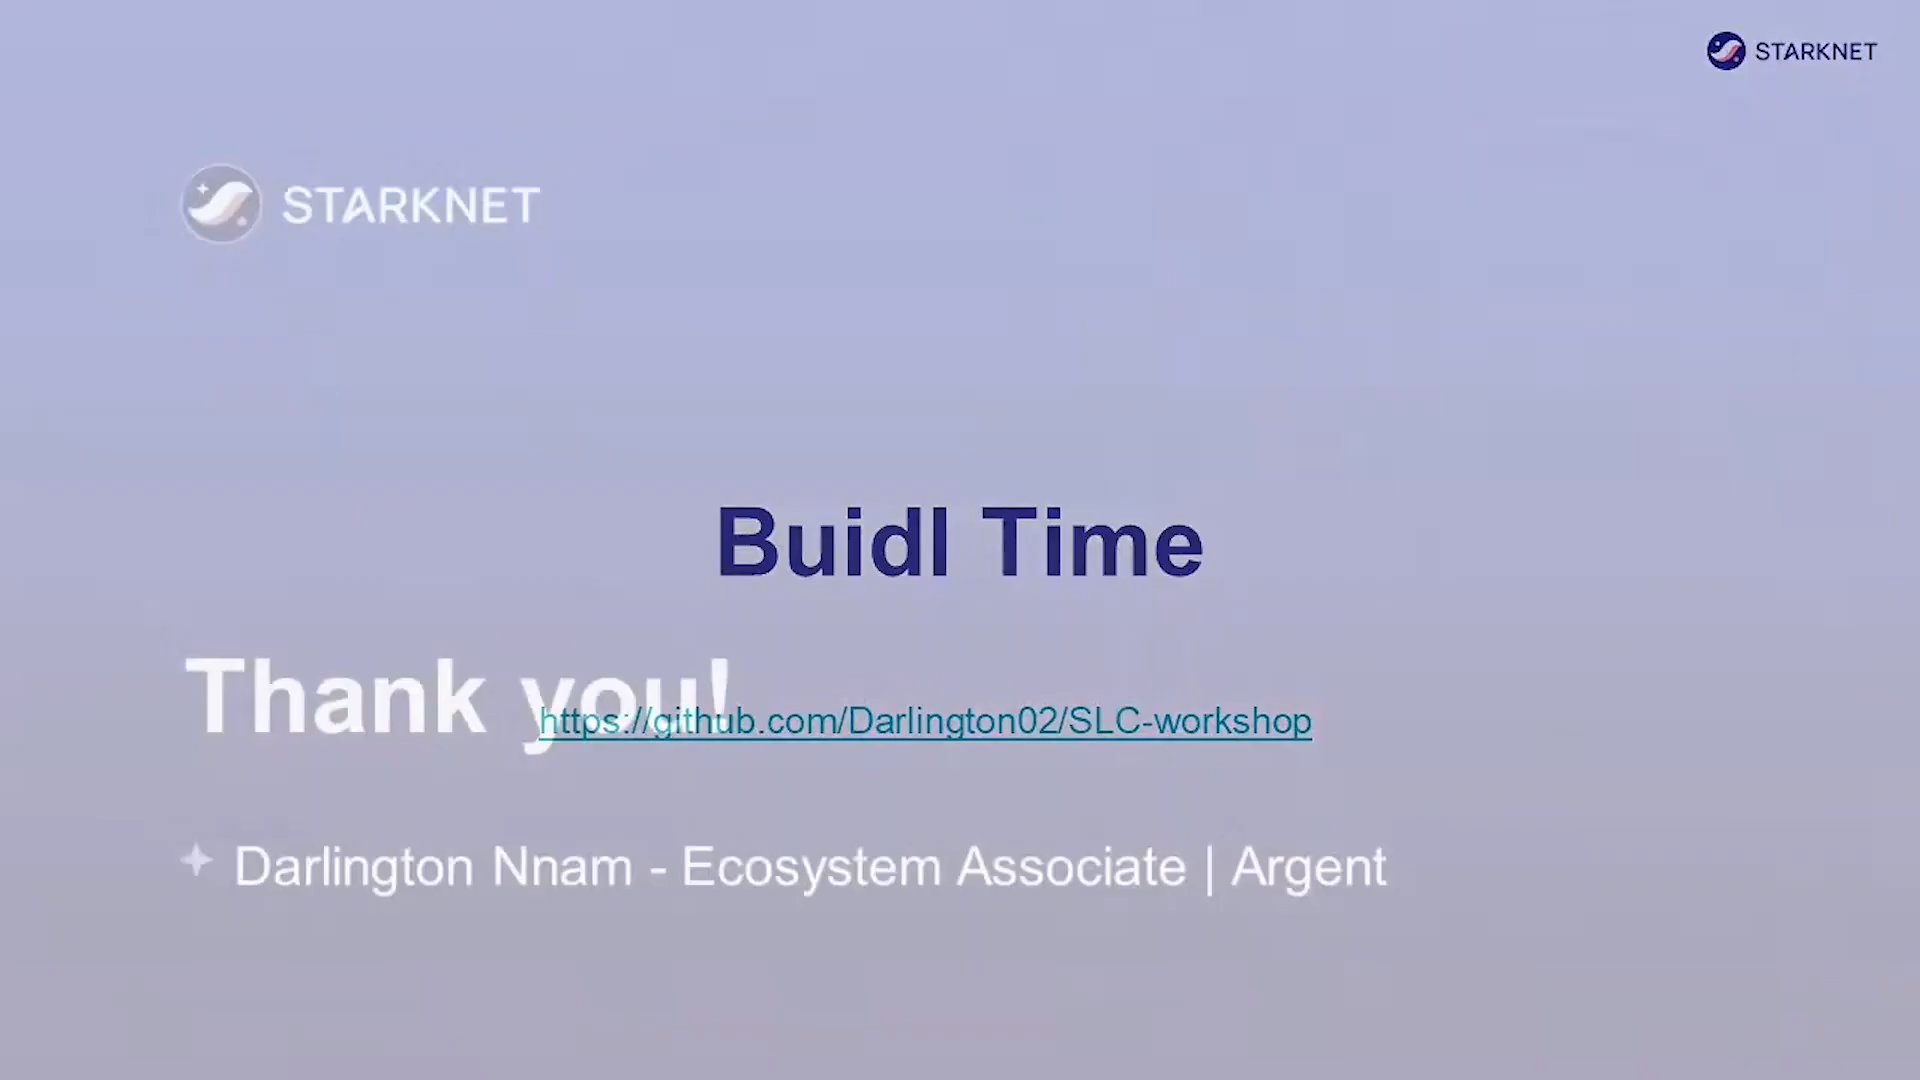 STARKNET
STARKNET
Buidl Time
Thank you!
https://github.com/Darlington02/SLC-workshop
Darlington Nnam - Ecosystem Associate | Argent